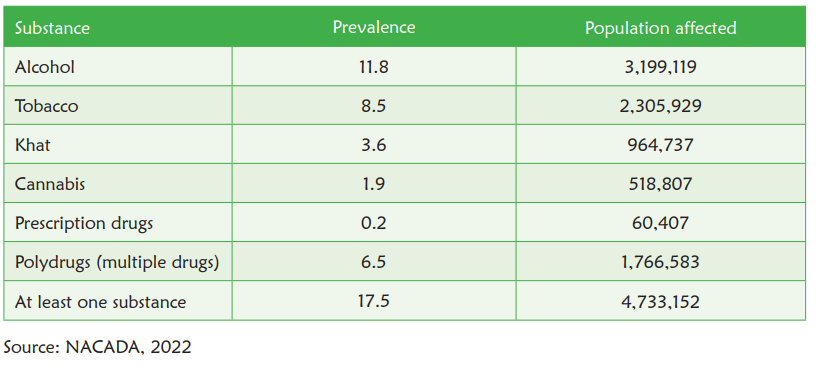 Substance Prevalence Population affected
Alcohol 11.8 3,199,119
Tobacco 8.5 2,305,929
Khat 3.6 964,737
Cannabis 1.9 518,807
Prescription drugs 0.2 60,407
Polydrugs (multiple drugs) 6.5 1,766,583
At least one substance 17.5 4,733,152
Source: NACADA, 2022